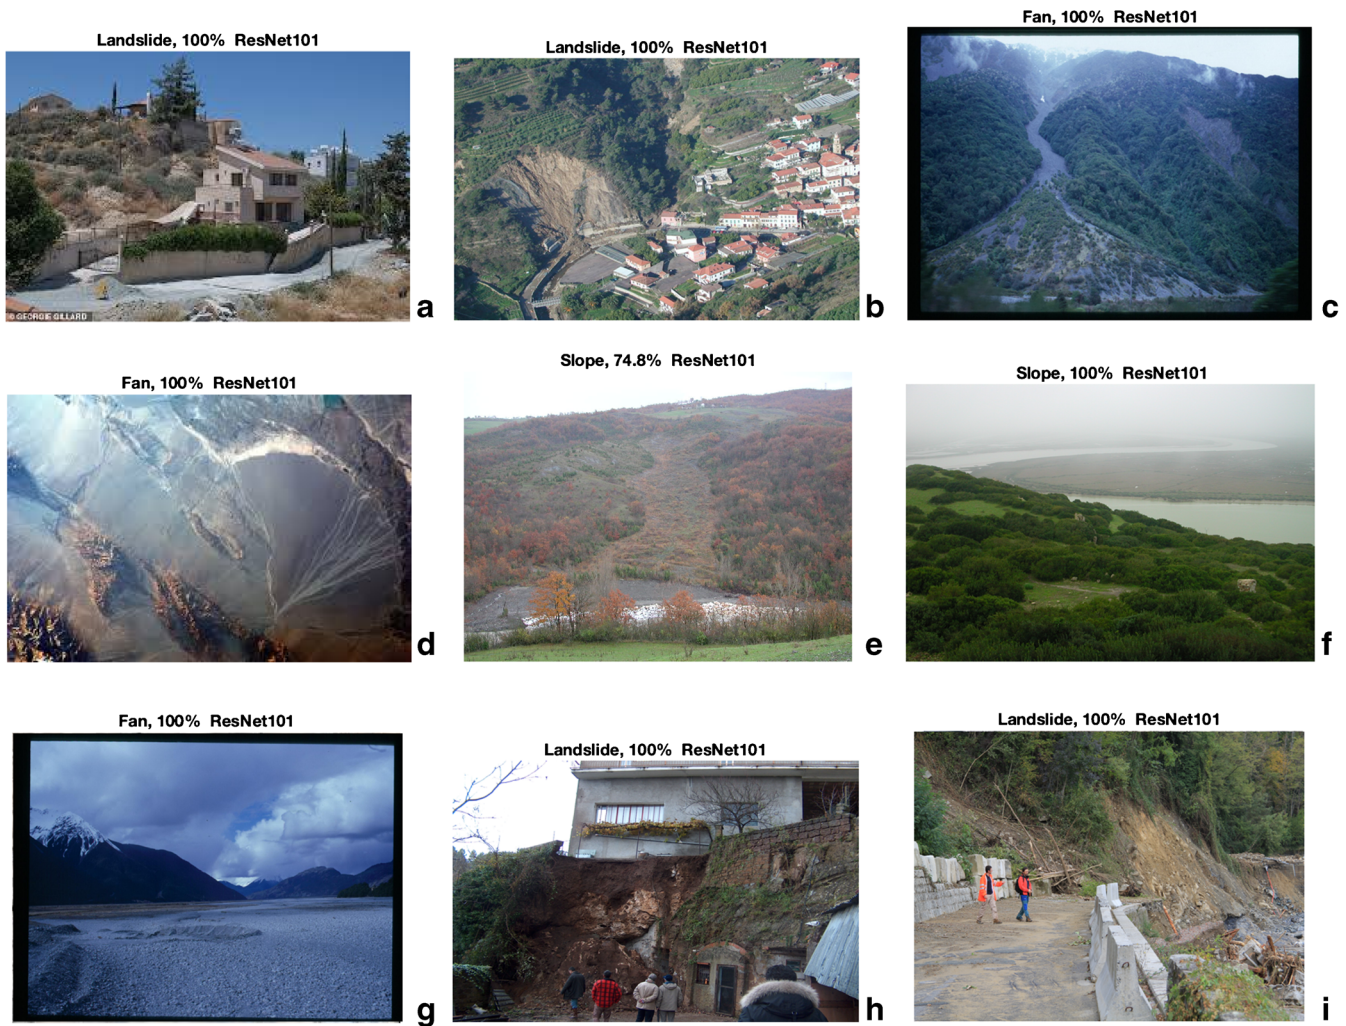 Landslide, 100% ResNet101
© GEORGIE GILLARD
a
Landslide, 100% ResNet101
b
Fan, 100% ResNet101
c
Fan, 100% ResNet101
d
Slope, 74.8% ResNet101
e
Slope, 100% ResNet101
f
Fan, 100% ResNet101
g
Landslide, 100% ResNet101
h
Landslide, 100% ResNet101
i